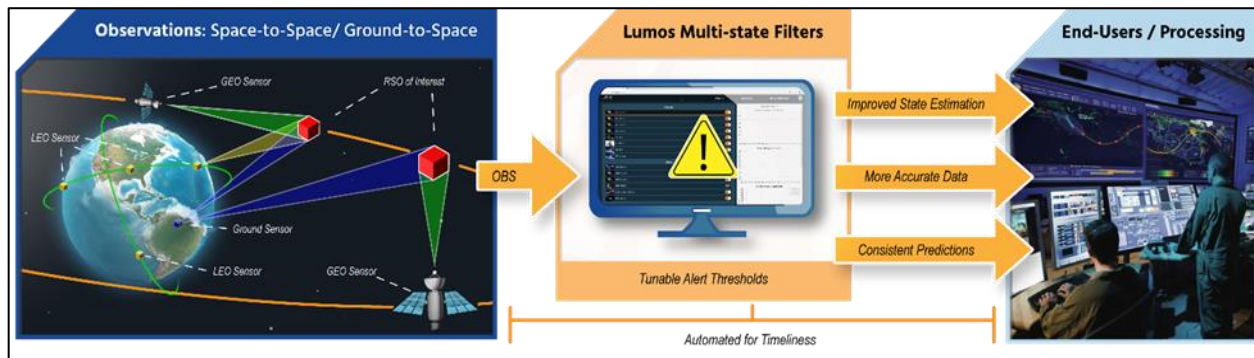 Observations: Space-to-Space/ Ground-to-Space
GEO Sensor
RSO of Interest
LEO Sensor
LEO Sensor
Ground Sensor
LEO Sensor
GEO Sensor
OBS
Lumos Multi-state Filters
Tunable Alert Thresholds
Automated for Timeliness
Improved State Estimation
More Accurate Data
Consistent Predictions
End-Users / Processing